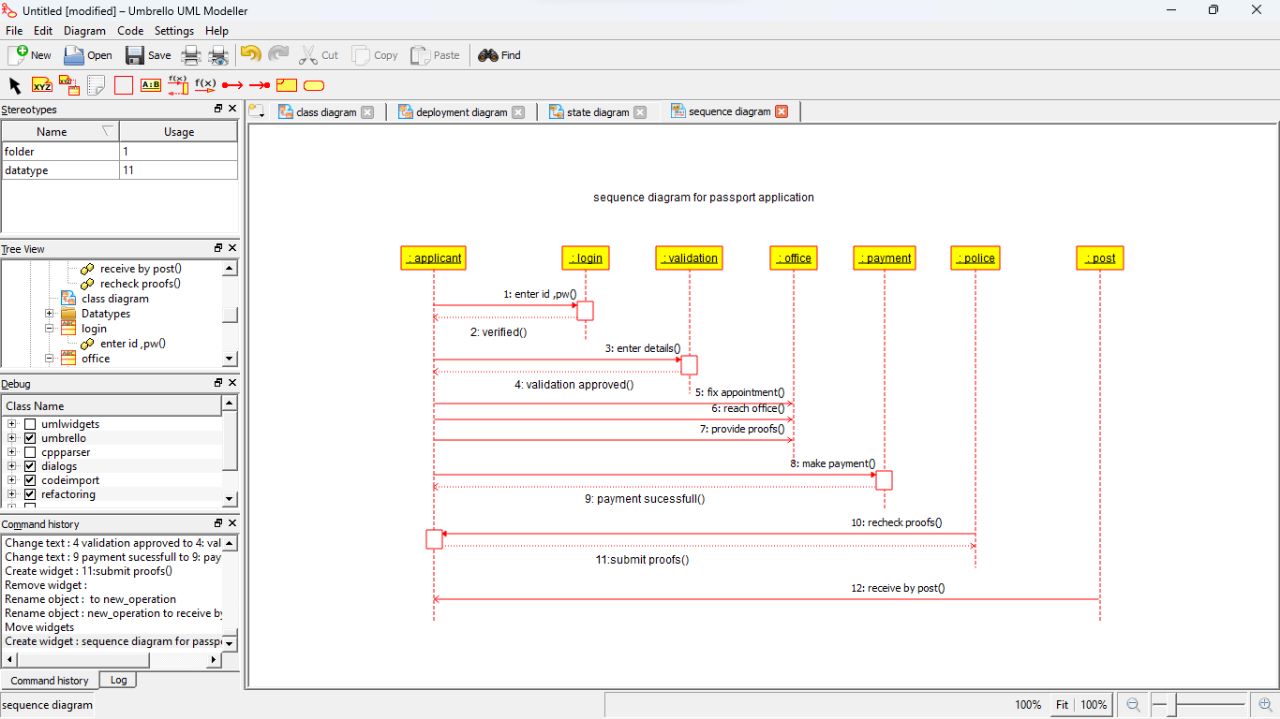 Untitled [modified] – Umbrello UML Modeller
File Edit Diagram Code Settings Help
New Open Save Cut Copy Paste Find
XYZ A:B f(x) f(x)
Stereotypes
Name Usage
folder 1
datatype 11
Tree View
receive by post()
recheck proofs()
class diagram
Datatypes
login
enter id ,pw()
office
Debug
Class Name
umlwidgets
umbrello
cppparser
dialogs
codeimport
refactoring
Command history
Change text : 4 validation approved to 4: val
Change text : 9 payment sucessfull to 9: pay
Create widget : 11:submit proofs()
Remove widget :
Rename object : to new_operation
Rename object : new_operation to receive by
Move widgets
Create widget : sequence diagram for passpo
Command history Log
sequence diagram
class diagram deployment diagram state diagram sequence diagram
sequence diagram for passport application
: applicant : login : validation : office : payment : police : post
1: enter id ,pw()
2: verified()
3: enter details()
4: validation approved()
5: fix appointment()
6: reach office()
7: provide proofs()
8: make payment()
9: payment sucessfull()
10: recheck proofs()
11:submit proofs()
12: receive by post()
100% Fit 100%